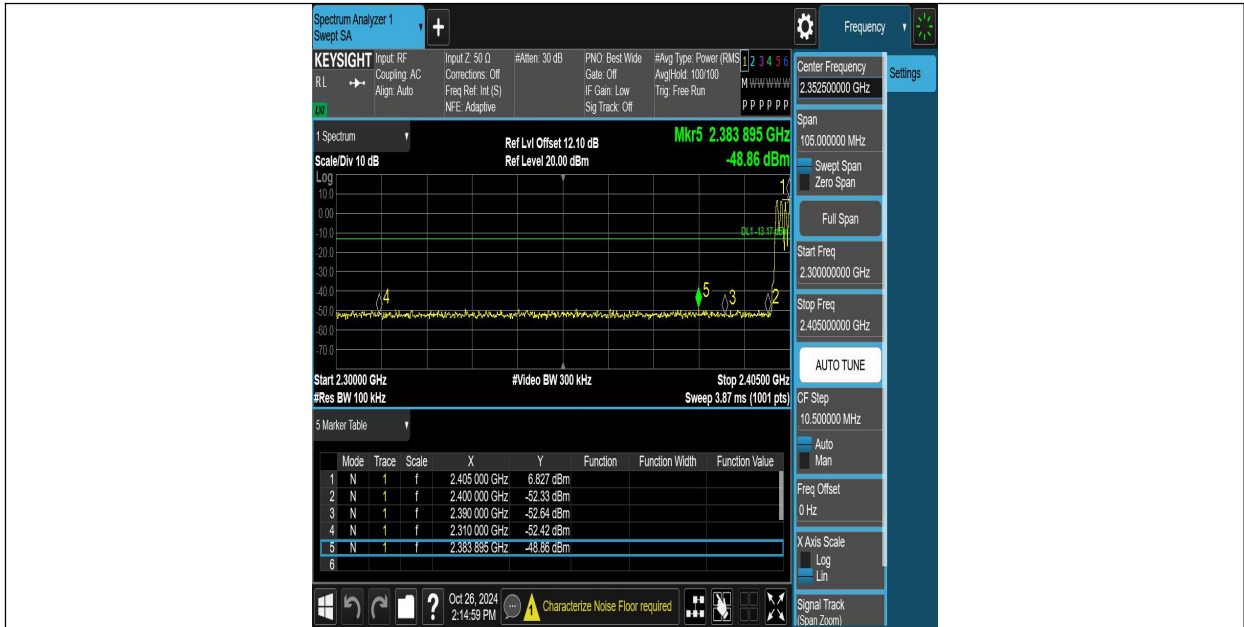 Spectrum Analyzer 1
Swept SA
+
Frequency
KEYSIGHT
RL
LXI
Input: RF
Coupling: AC
Align: Auto
Input Z: 50 Ω
Corrections: Off
Freq Ref: Int (S)
NFE: Adaptive
#Atten: 30 dB
PNO: Best Wide
Gate: Off
IF Gain: Low
Sig Track: Off
#Avg Type: Power (RMS
Avg|Hold: 100/100
Trig: Free Run
1 2 3 4 5 6
M W W W W W
P P P P P P
1 Spectrum
Scale/Div 10 dB
Ref Lvl Offset 12.10 dB
Ref Level 20.00 dBm
Mkr5 2.383 895 GHz
-48.86 dBm
Log
10.0
0.00
-10.0
-20.0
-30.0
-40.0
-50.0
-60.0
-70.0
DL1 -13.17 dBm
1
4
5
3
2
Start 2.30000 GHz
#Video BW 300 kHz
Stop 2.40500 GHz
#Res BW 100 kHz
Sweep 3.87 ms (1001 pts)
5 Marker Table
Mode Trace Scale X Y Function Function Width Function Value
1 N 1 f 2.405 000 GHz 6.827 dBm
2 N 1 f 2.400 000 GHz -52.33 dBm
3 N 1 f 2.390 000 GHz -52.64 dBm
4 N 1 f 2.310 000 GHz -52.42 dBm
5 N 1 f 2.383 895 GHz -48.86 dBm
6
?
Oct 26, 2024
2:14:59 PM
Characterize Noise Floor required
Center Frequency
2.352500000 GHz
Settings
Span
105.000000 MHz
Swept Span
Zero Span
Full Span
Start Freq
2.300000000 GHz
Stop Freq
2.405000000 GHz
AUTO TUNE
CF Step
10.500000 MHz
Auto
Man
Freq Offset
0 Hz
X Axis Scale
Log
Lin
Signal Track
(Span Zoom)